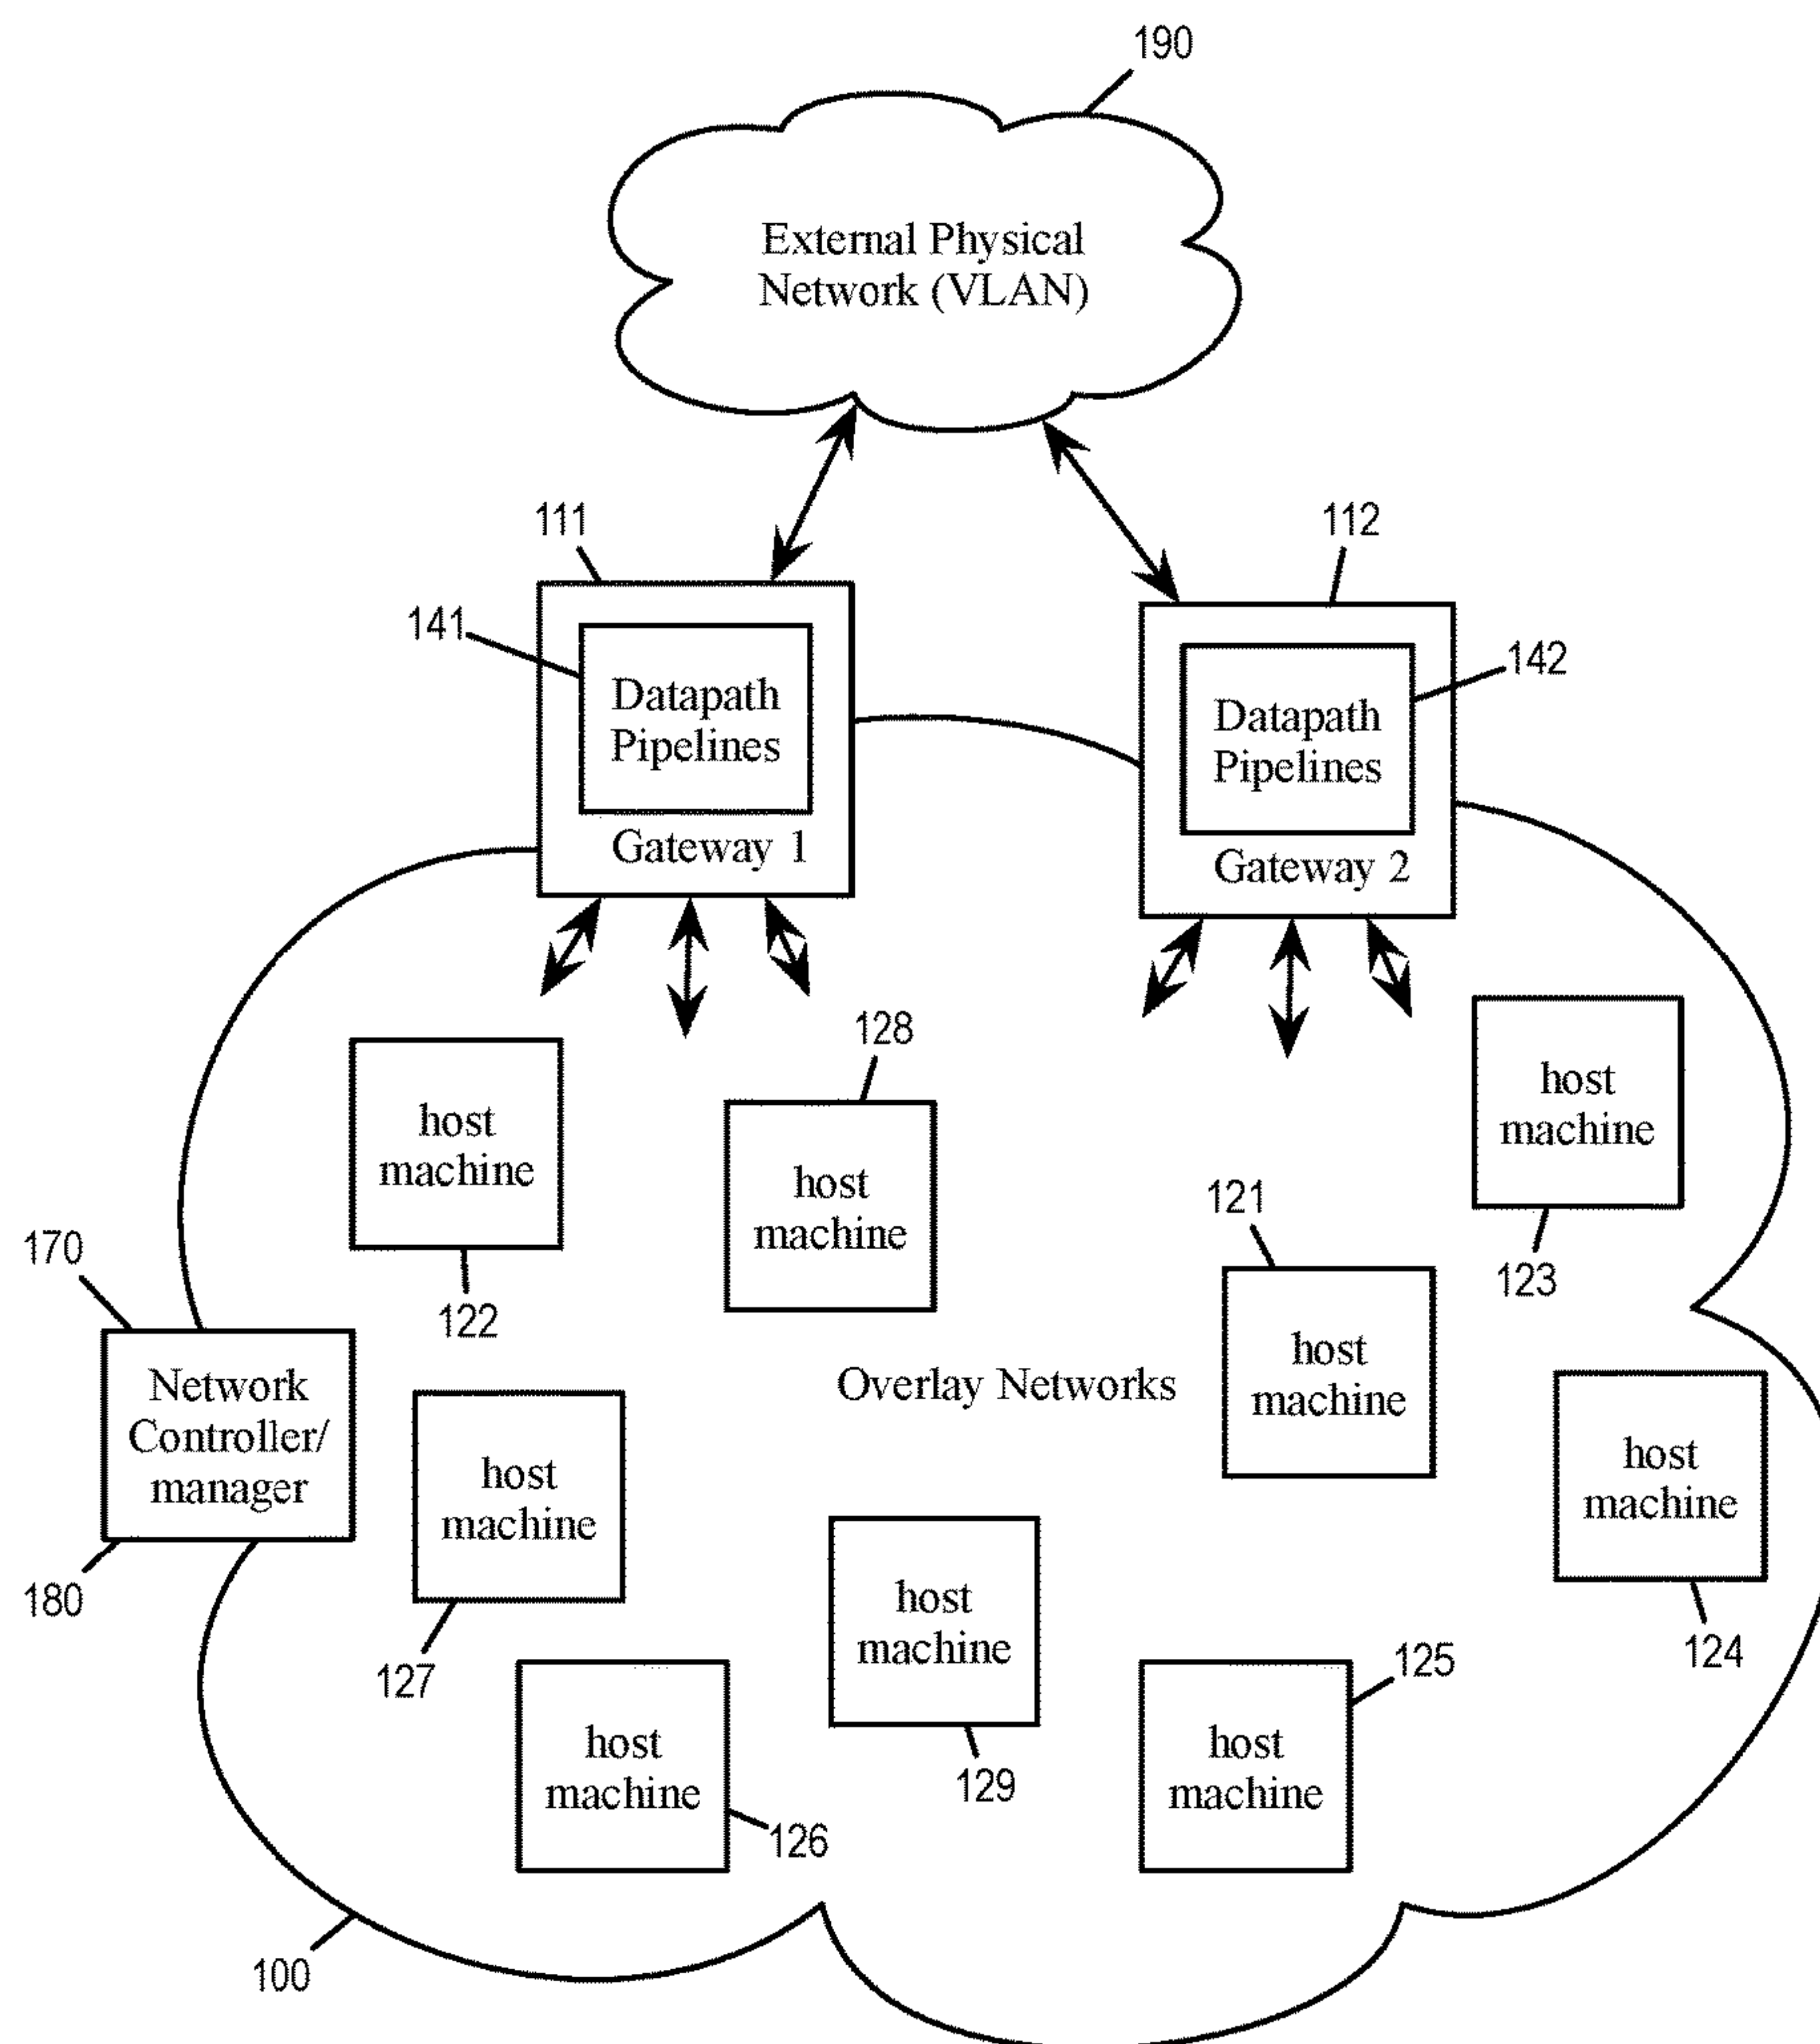 190
External Physical
Network (VLAN)
111
112
141
142
Datapath
Pipelines
Gateway 1
Datapath
Pipelines
Gateway 2
128
host
machine
122
host
machine
host
machine
123
121
host
machine
170
Network
Controller/
manager
180
Overlay Networks
host
machine
127
host
machine
124
host
machine
129
125
host
machine
host
machine
126
100